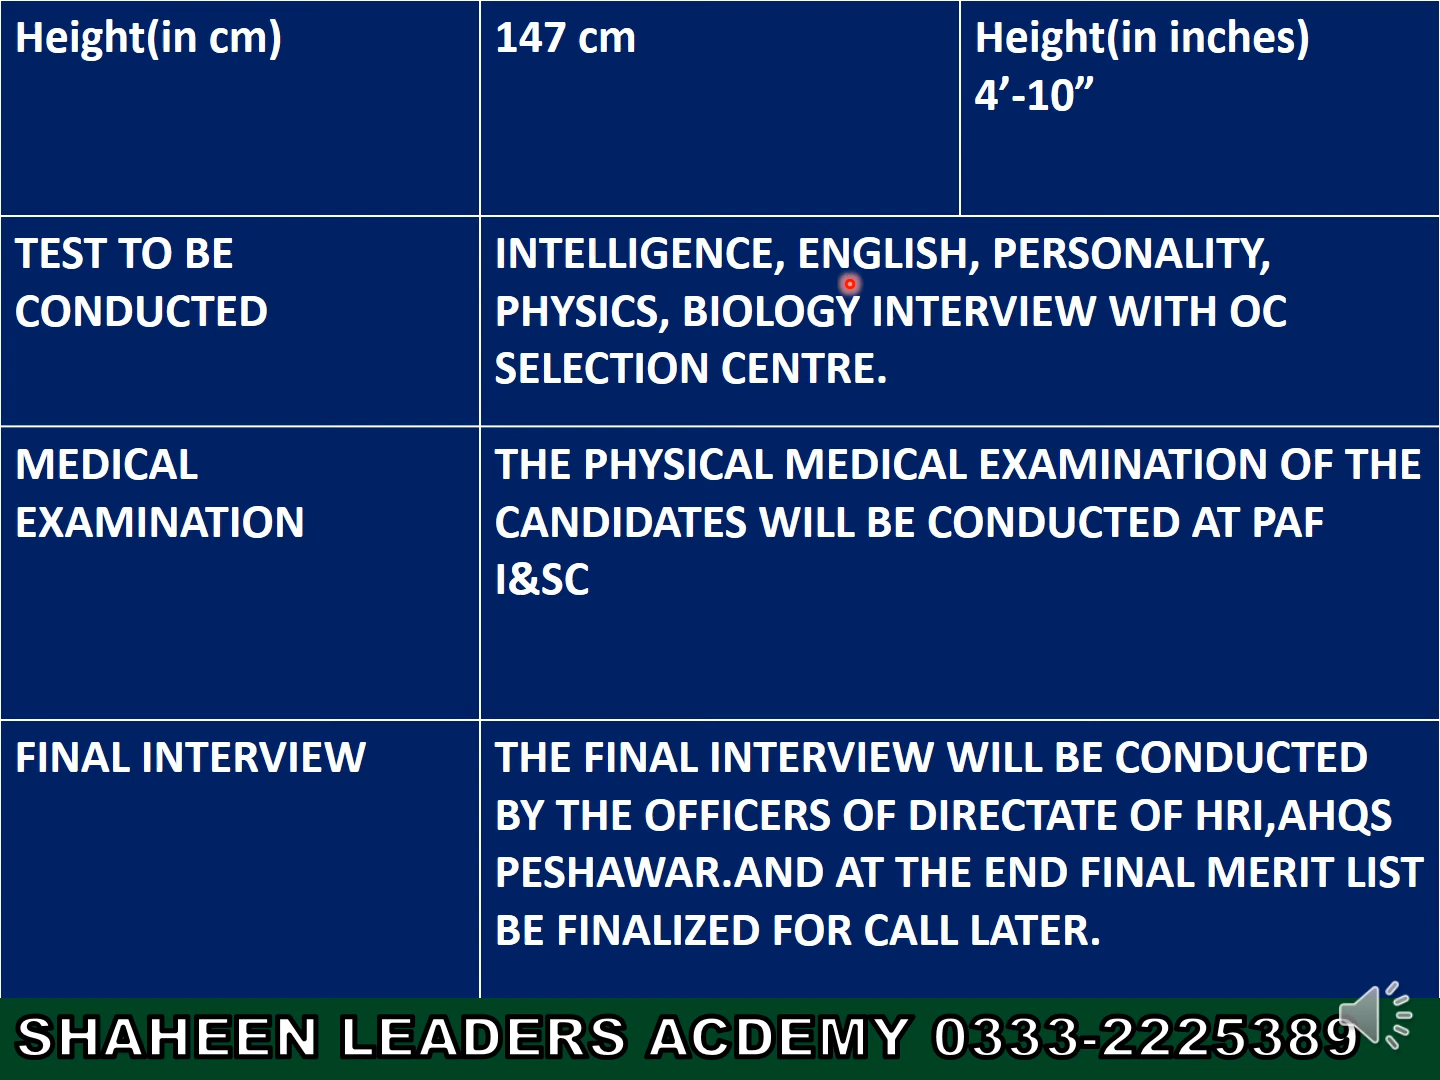 Height(in cm)
147 cm
Height(in inches)
4’-10”
TEST TO BE
CONDUCTED
INTELLIGENCE, ENGLISH, PERSONALITY,
PHYSICS, BIOLOGY INTERVIEW WITH OC
SELECTION CENTRE.
MEDICAL
EXAMINATION
THE PHYSICAL MEDICAL EXAMINATION OF THE
CANDIDATES WILL BE CONDUCTED AT PAF
I&SC
FINAL INTERVIEW
THE FINAL INTERVIEW WILL BE CONDUCTED
BY THE OFFICERS OF DIRECTATE OF HRI,AHQS
PESHAWAR.AND AT THE END FINAL MERIT LIST
BE FINALIZED FOR CALL LATER.
SHAHEEN LEADERS ACDEMY 0333-2225389